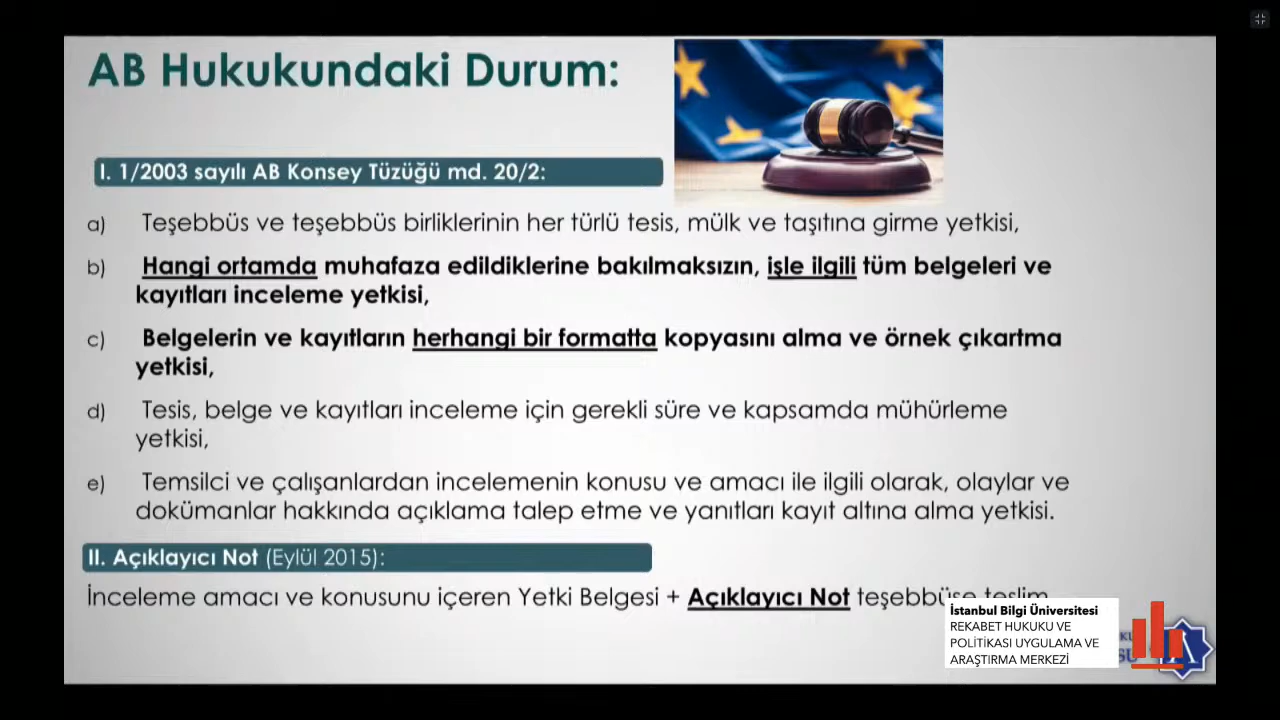 AB Hukukundaki Durum:
I. 1/2003 sayılı AB Konsey Tüzüğü md. 20/2:
a) Teşebbüs ve teşebbüs birliklerinin her türlü tesis, mülk ve taşıtına girme yetkisi,
b) Hangi ortamda muhafaza edildiklerine bakılmaksızın, işle ilgili tüm belgeleri ve
kayıtları inceleme yetkisi,
c) Belgelerin ve kayıtların herhangi bir formatta kopyasını alma ve örnek çıkartma
yetkisi,
d) Tesis, belge ve kayıtları inceleme için gerekli süre ve kapsamda mühürleme
yetkisi,
e) Temsilci ve çalışanlardan incelemenin konusu ve amacı ile ilgili olarak, olaylar ve
dokümanlar hakkında açıklama talep etme ve yanıtları kayıt altına alma yetkisi.
II. Açıklayıcı Not (Eylül 2015):
İnceleme amacı ve konusunu içeren Yetki Belgesi + Açıklayıcı Not teşebbüse teslim
İstanbul Bilgi Üniversitesi
REKABET HUKUKU VE
POLİTİKASI UYGULAMA VE
ARAŞTIRMA MERKEZİ